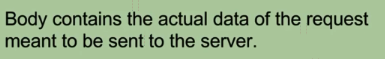 Body contains the actual data of the request
meant to be sent to the server.